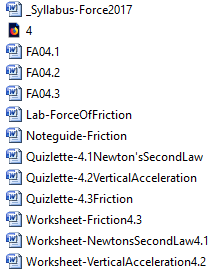 _Syllabus-Force2017
4
FA04.1
FA04.2
FA04.3
Lab-ForceOfFriction
Noteguide-Friction
Quizlette-4.1Newton'sSecondLaw
Quizlette-4.2VerticalAcceleration
Quizlette-4.3Friction
Worksheet-Friction4.3
Worksheet-NewtonsSecondLaw4.1
Worksheet-VerticalAcceleration4.2